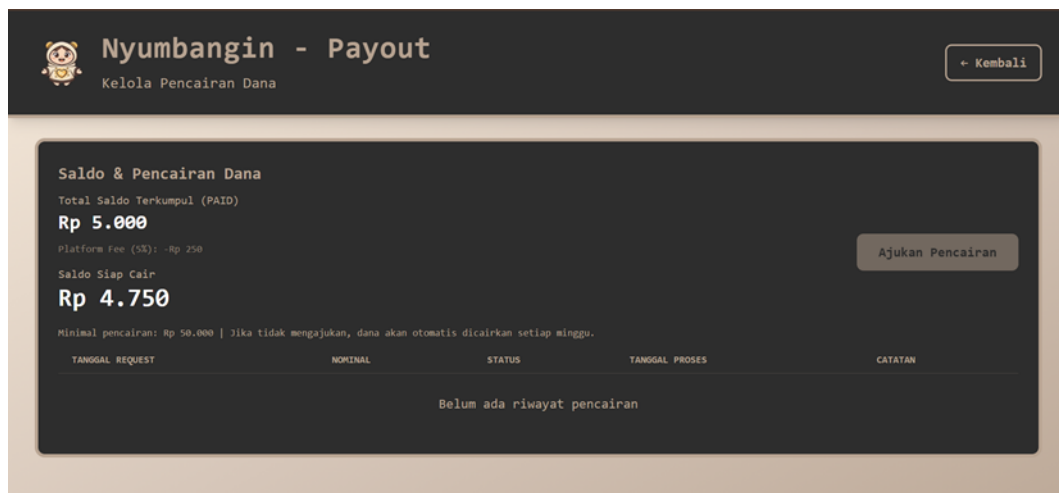 Nyumbangin - Payout
Kelola Pencairan Dana
← Kembali
Saldo & Pencairan Dana
Total Saldo Terkumpul (PAID)
Rp 5.000
Platform Fee (5%): -Rp 250
Ajukan Pencairan
Saldo Siap Cair
Rp 4.750
Minimal pencairan: Rp 50.000 | Jika tidak mengajukan, dana akan otomatis dicairkan setiap minggu.
TANGGAL REQUEST NOMINAL STATUS TANGGAL PROSES CATATAN
Belum ada riwayat pencairan